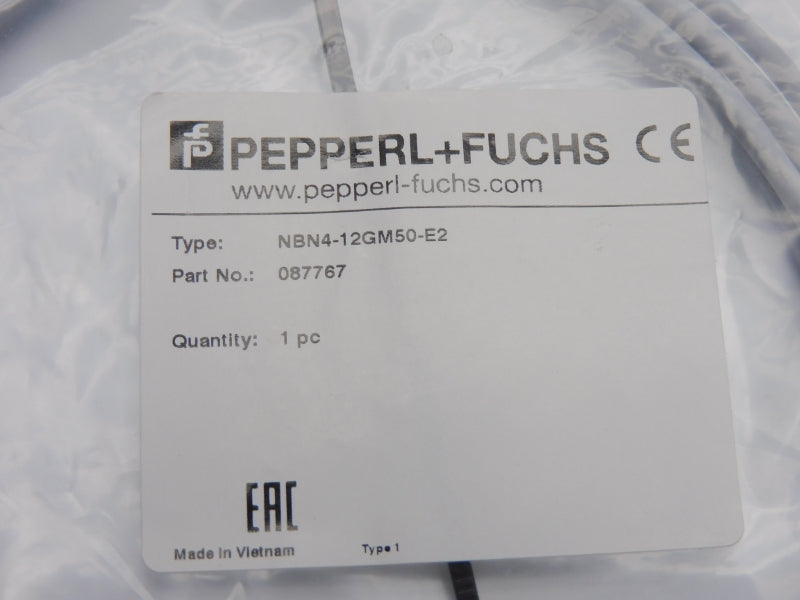 PEPPERL+FUCHS CE
www.pepperl-fuchs.com
Type: NBN4-12GM50-E2
Part No.: 087767
Quantity: 1 pc
EAC
Made in Vietnam Type 1